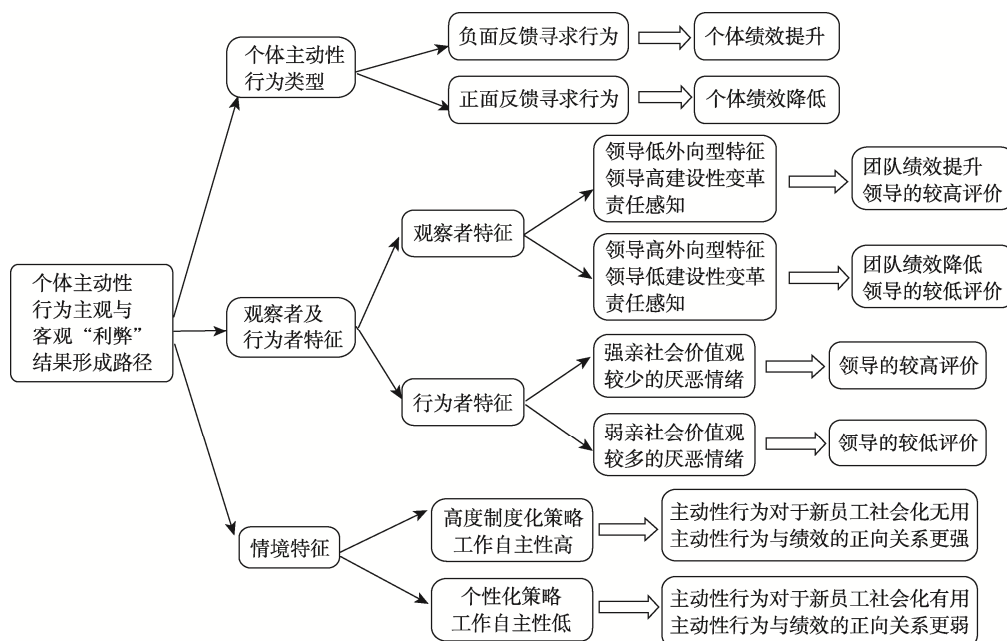 个体主动性
行为主观与
客观“利弊”
结果形成路径
个体主动性
行为类型
负面反馈寻求行为
个体绩效提升
正面反馈寻求行为
个体绩效降低
观察者及
行为者特征
观察者特征
领导低外向型特征
领导高建设性变革
责任感知
团队绩效提升
领导的较高评价
领导高外向型特征
领导低建设性变革
责任感知
团队绩效降低
领导的较低评价
行为者特征
强亲社会价值观
较少的厌恶情绪
领导的较高评价
弱亲社会价值观
较多的厌恶情绪
领导的较低评价
情境特征
高度制度化策略
工作自主性高
主动性行为对于新员工社会化无用
主动性行为与绩效的正向关系更强
个性化策略
工作自主性低
主动性行为对于新员工社会化有用
主动性行为与绩效的正向关系更弱